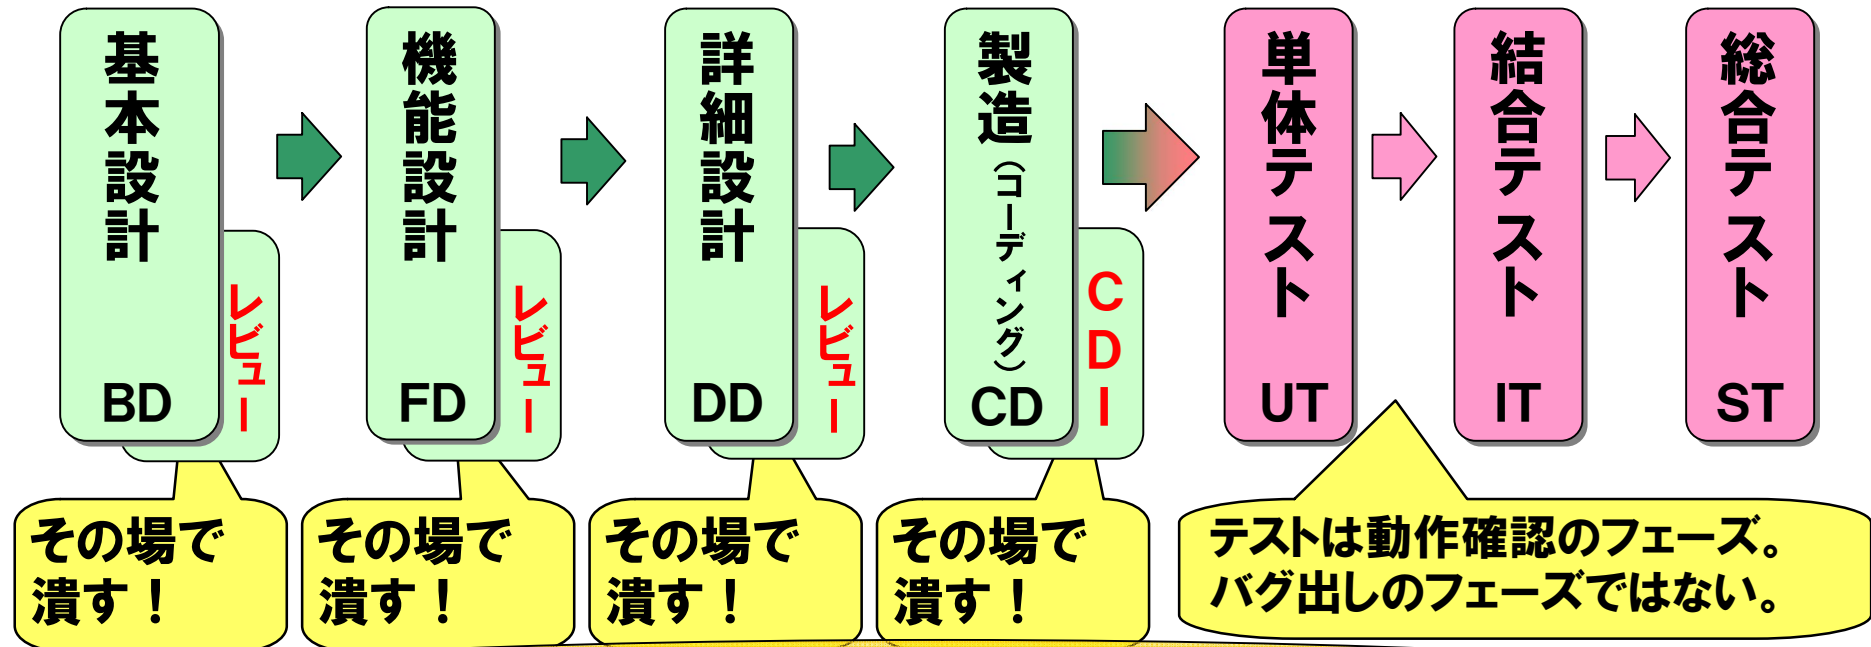 基本設計
BD
レビュー
機能設計
FD
レビュー
詳細設計
DD
レビュー
製造(コーディング)
CD
CDI
単体テスト
UT
結合テスト
IT
総合テスト
ST
その場で
潰す!
その場で
潰す!
その場で
潰す!
その場で
潰す!
テストは動作確認のフェーズ。
バグ出しのフェーズではない。